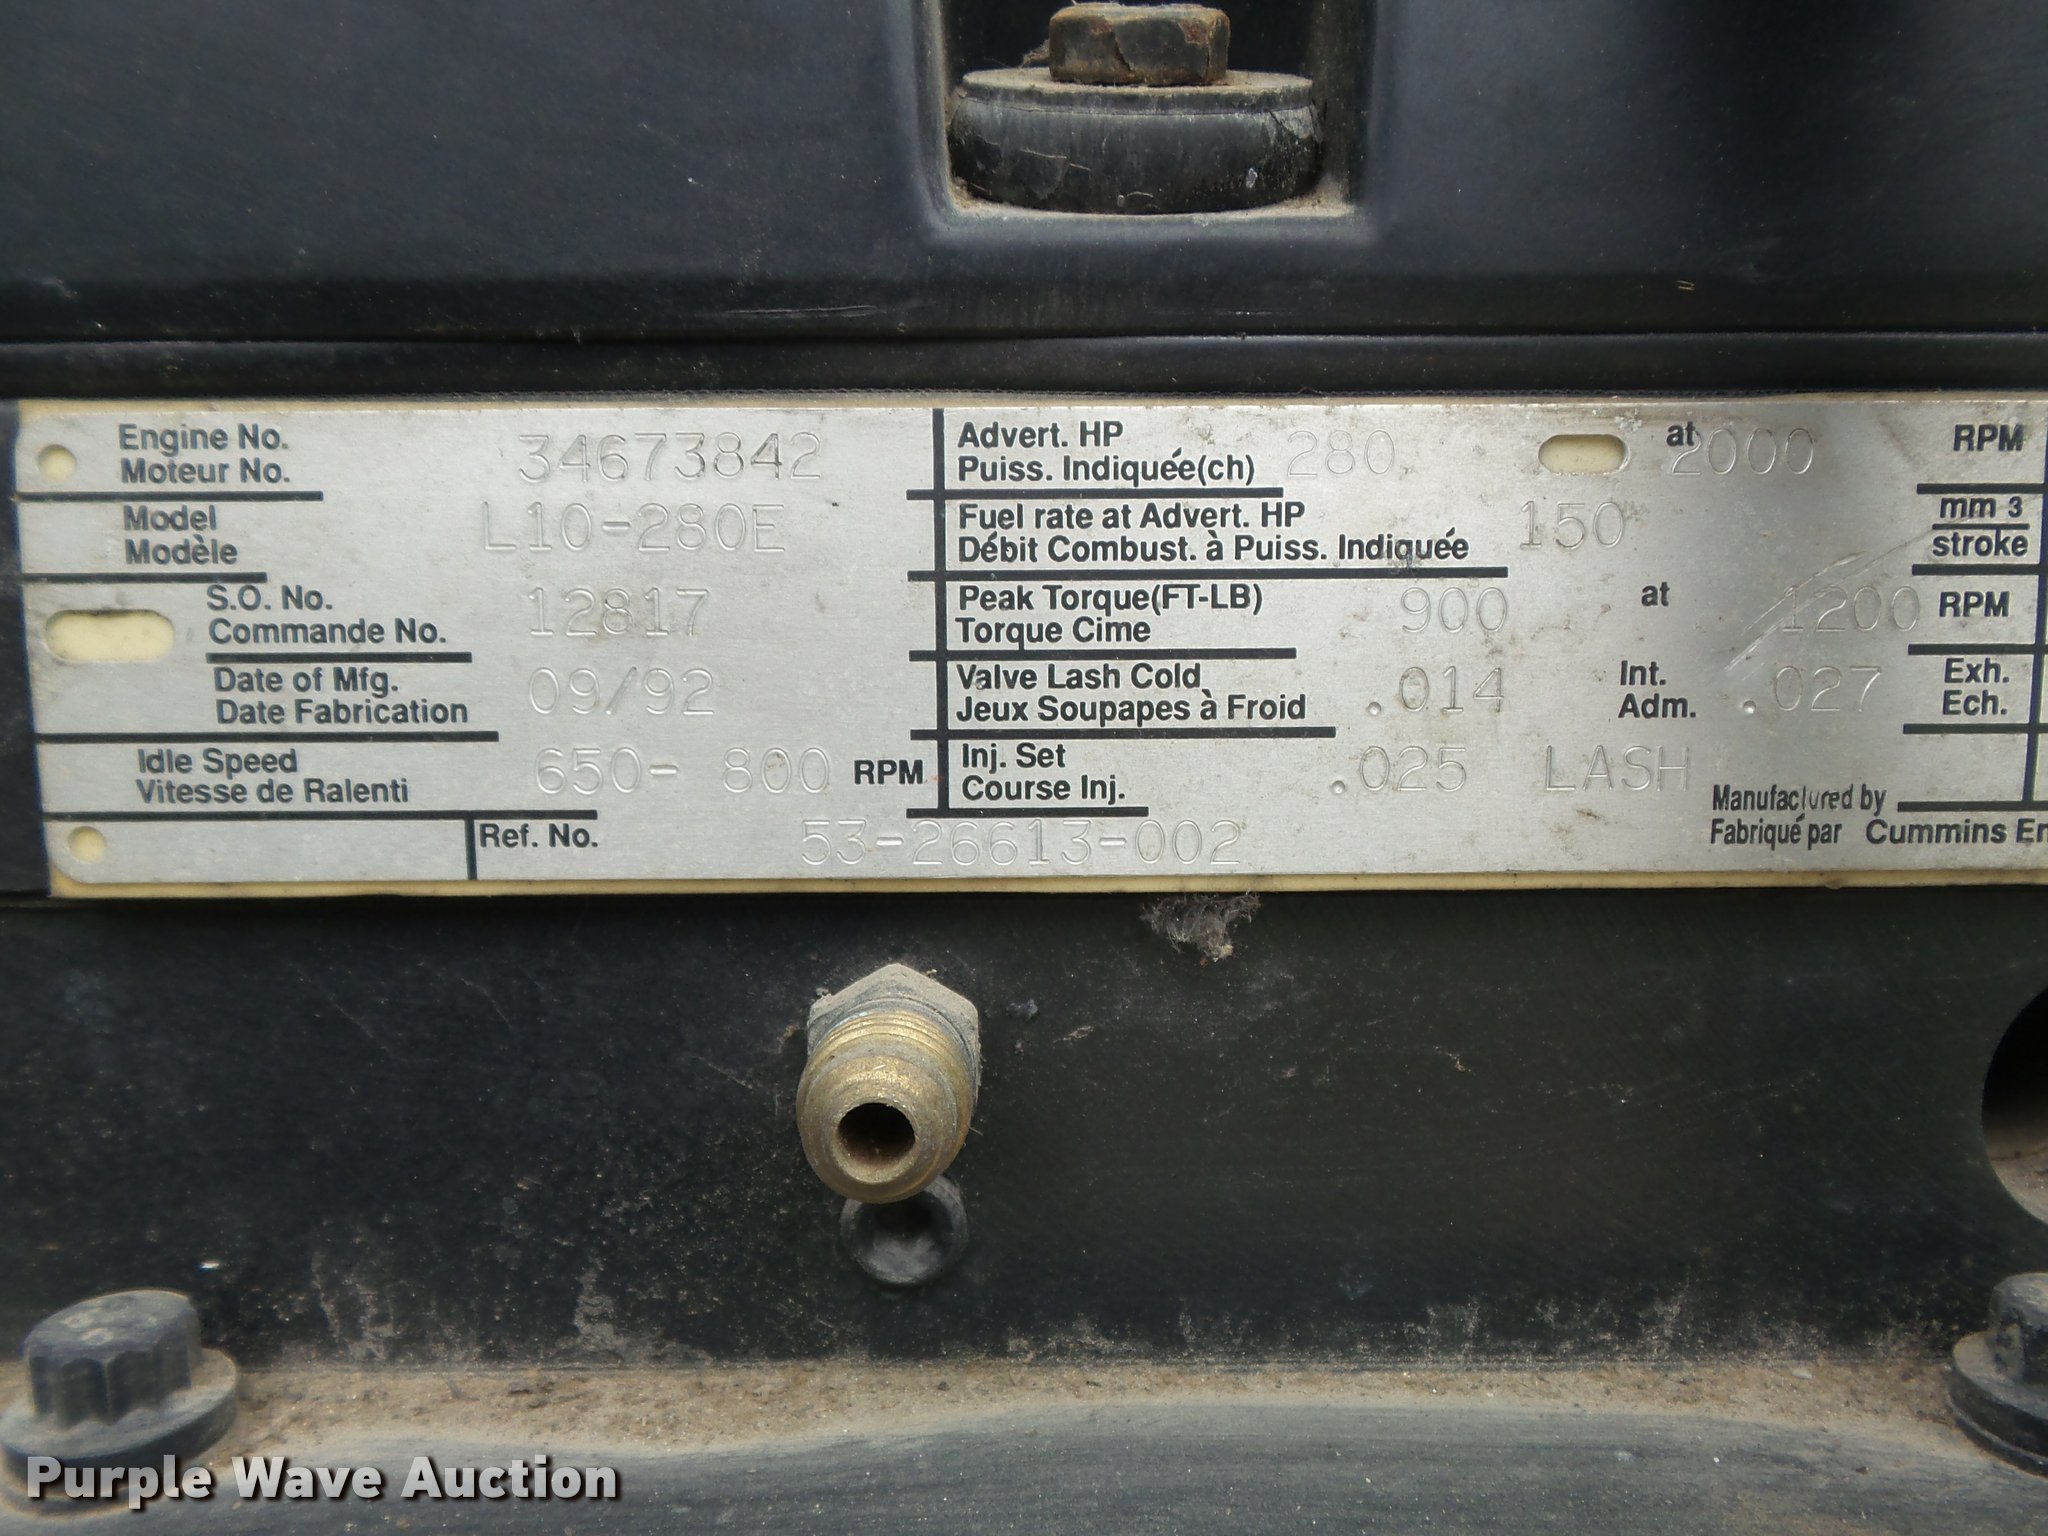 Engine No. 34673842
Moteur No.
Model L10-280E
Modèle
S.O. No. 12817
Commande No.
Date of Mfg. 09/92
Date Fabrication
Idle Speed 650- 800 RPM
Vitesse de Ralenti
Ref. No. 53-26613-002
Advert. HP 280 at 2000 RPM
Puiss. Indiquée(ch)
Fuel rate at Advert. HP 150 mm 3
Débit Combust. à Puiss. Indiquée stroke
Peak Torque(FT-LB) 900 at 1200 RPM
Torque Cime
Valve Lash Cold .014 Int. .027 Exh.
Jeux Soupapes à Froid Adm. Ech.
Inj. Set .025 LASH
Course Inj.
Manufactured by
Fabriqué par Cummins En
Purple Wave Auction